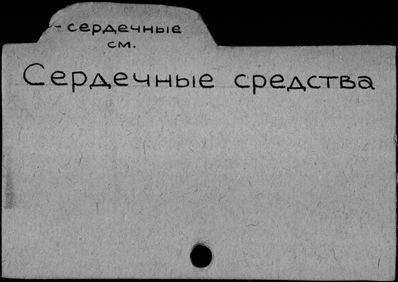 - сердечные
см.
Сердечные средства